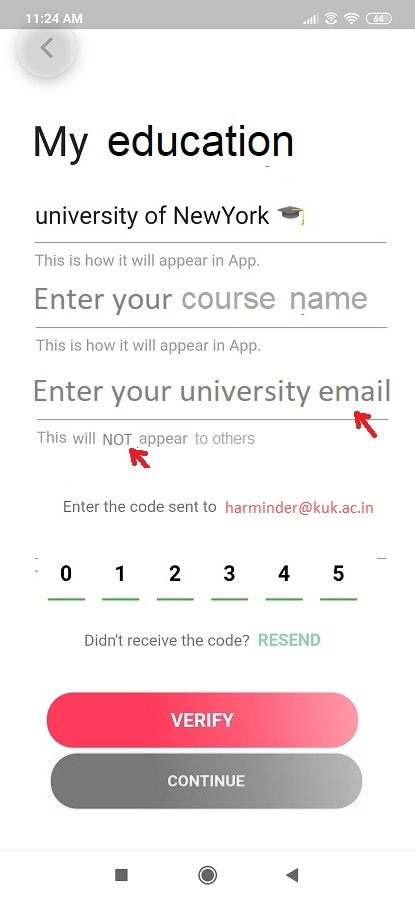 11:24 AM 64
My education
university of NewYork 🎓
This is how it will appear in App.
Enter your course name
This is how it will appear in App.
Enter your university email
This will NOT appear to others
Enter the code sent to harminder@kuk.ac.in
0 1 2 3 4 5
Didn't receive the code? RESEND
VERIFY
CONTINUE